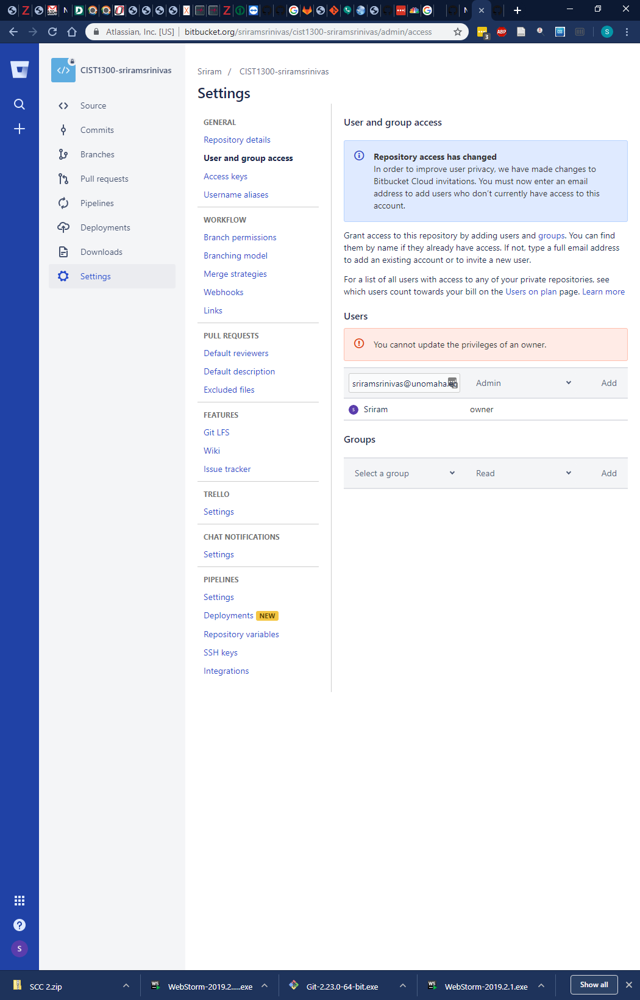 Atlassian, Inc. [US] | bitbucket.org/sriramsrinivas/cist1300-sriramsrinivas/admin/access
ABP
CSS
3
S
CIST1300-sriramsrinivas
Source
Commits
Branches
Pull requests
Pipelines
Deployments
Downloads
Settings
Sriram / CIST1300-sriramsrinivas
Settings
GENERAL
Repository details
User and group access
Access keys
Username aliases
WORKFLOW
Branch permissions
Branching model
Merge strategies
Webhooks
Links
PULL REQUESTS
Default reviewers
Default description
Excluded files
FEATURES
Git LFS
Wiki
Issue tracker
TRELLO
Settings
CHAT NOTIFICATIONS
Settings
PIPELINES
Settings
Deployments NEW
Repository variables
SSH keys
Integrations
User and group access
Repository access has changed
In order to improve user privacy, we have made changes to
Bitbucket Cloud invitations. You must now enter an email
address to add users who don't currently have access to this
account.
Grant access to this repository by adding users and groups. You can find
them by name if they already have access. If not, type a full email address
to add an existing account or to invite a new user.
For a list of all users with access to any of your private repositories, see
which users count towards your bill on the Users on plan page. Learn more
Users
You cannot update the privileges of an owner.
sriramsrinivas@unomaha.e Admin Add
S Sriram owner
Groups
Select a group Read Add
S
SCC 2.zip
WS WebStorm-2019.2.....exe
Git-2.23.0-64-bit.exe
WS WebStorm-2019.2.1.exe
Show all